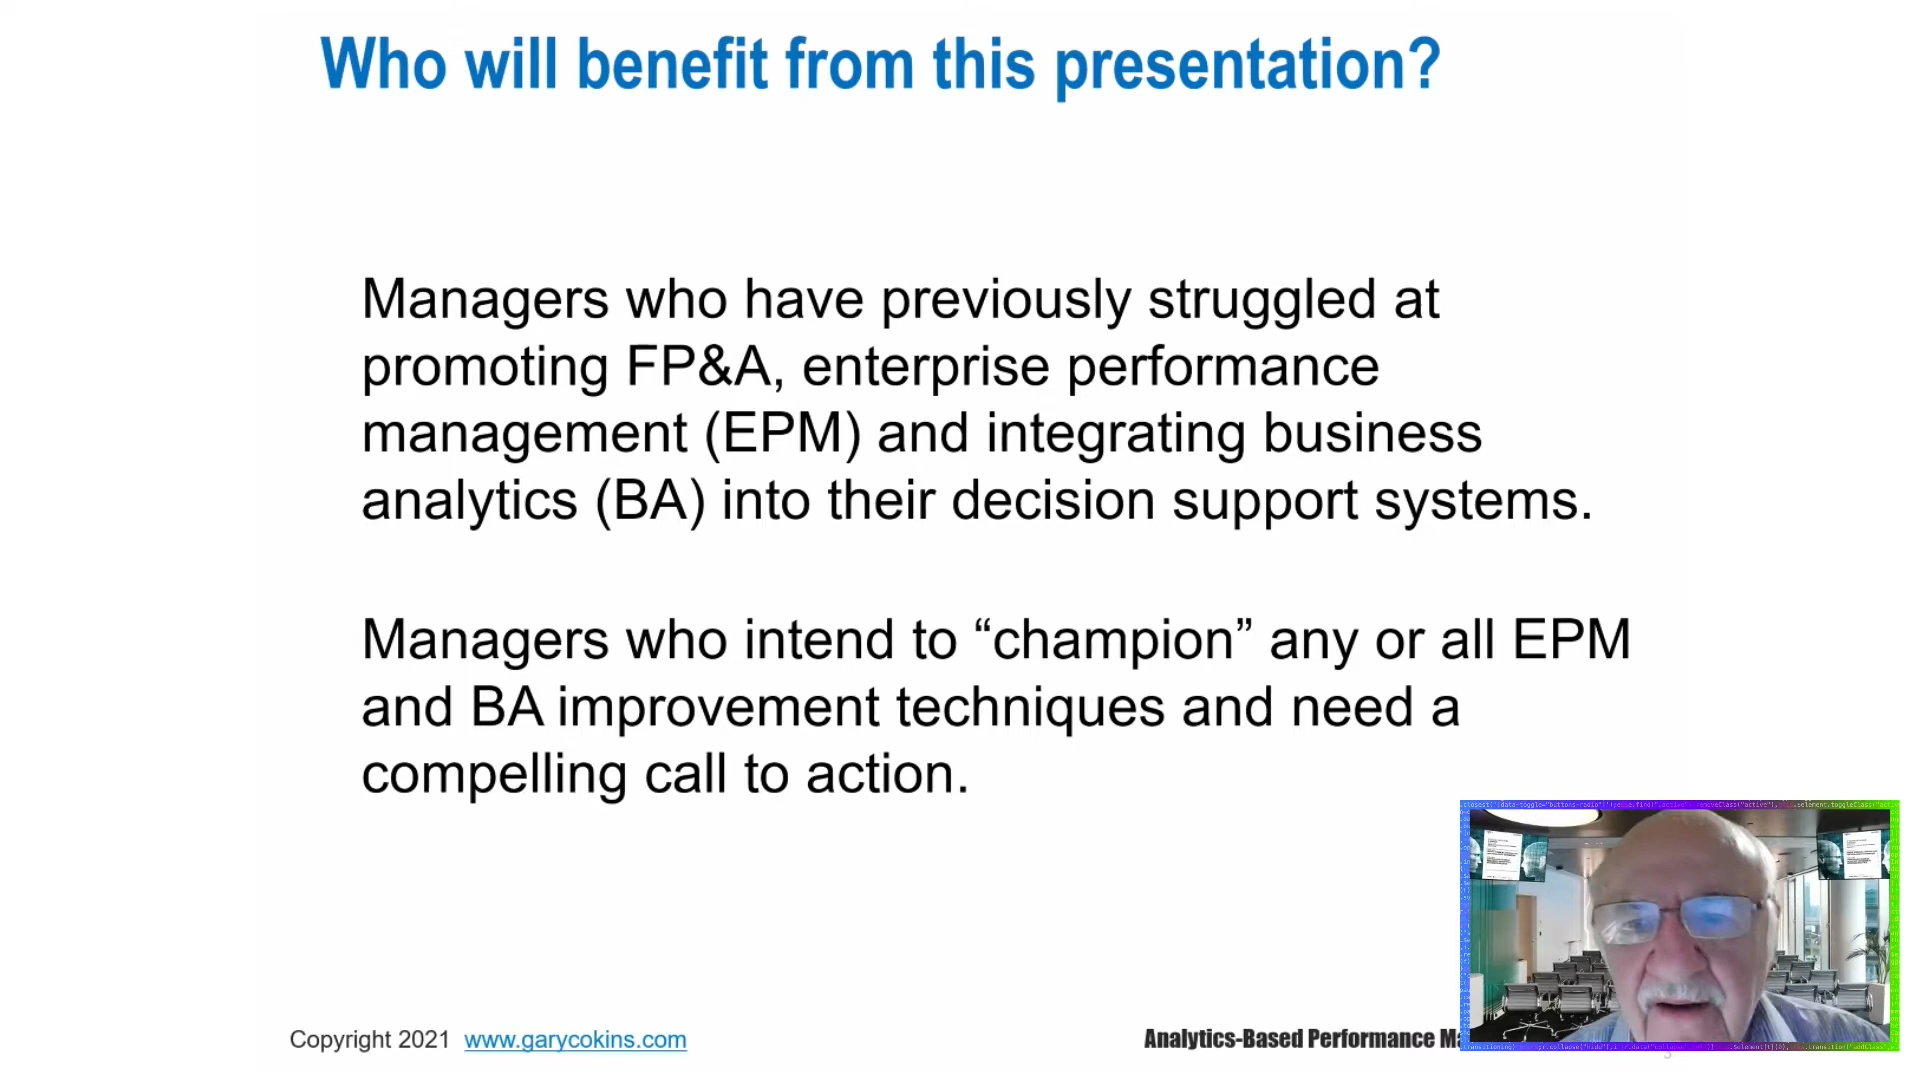 Who will benefit from this presentation?
Managers who have previously struggled at
promoting FP&A, enterprise performance
management (EPM) and integrating business
analytics (BA) into their decision support systems.
Managers who intend to “champion” any or all EPM
and BA improvement techniques and need a
compelling call to action.
Copyright 2021 www.garycokins.com
Analytics-Based Performance
3